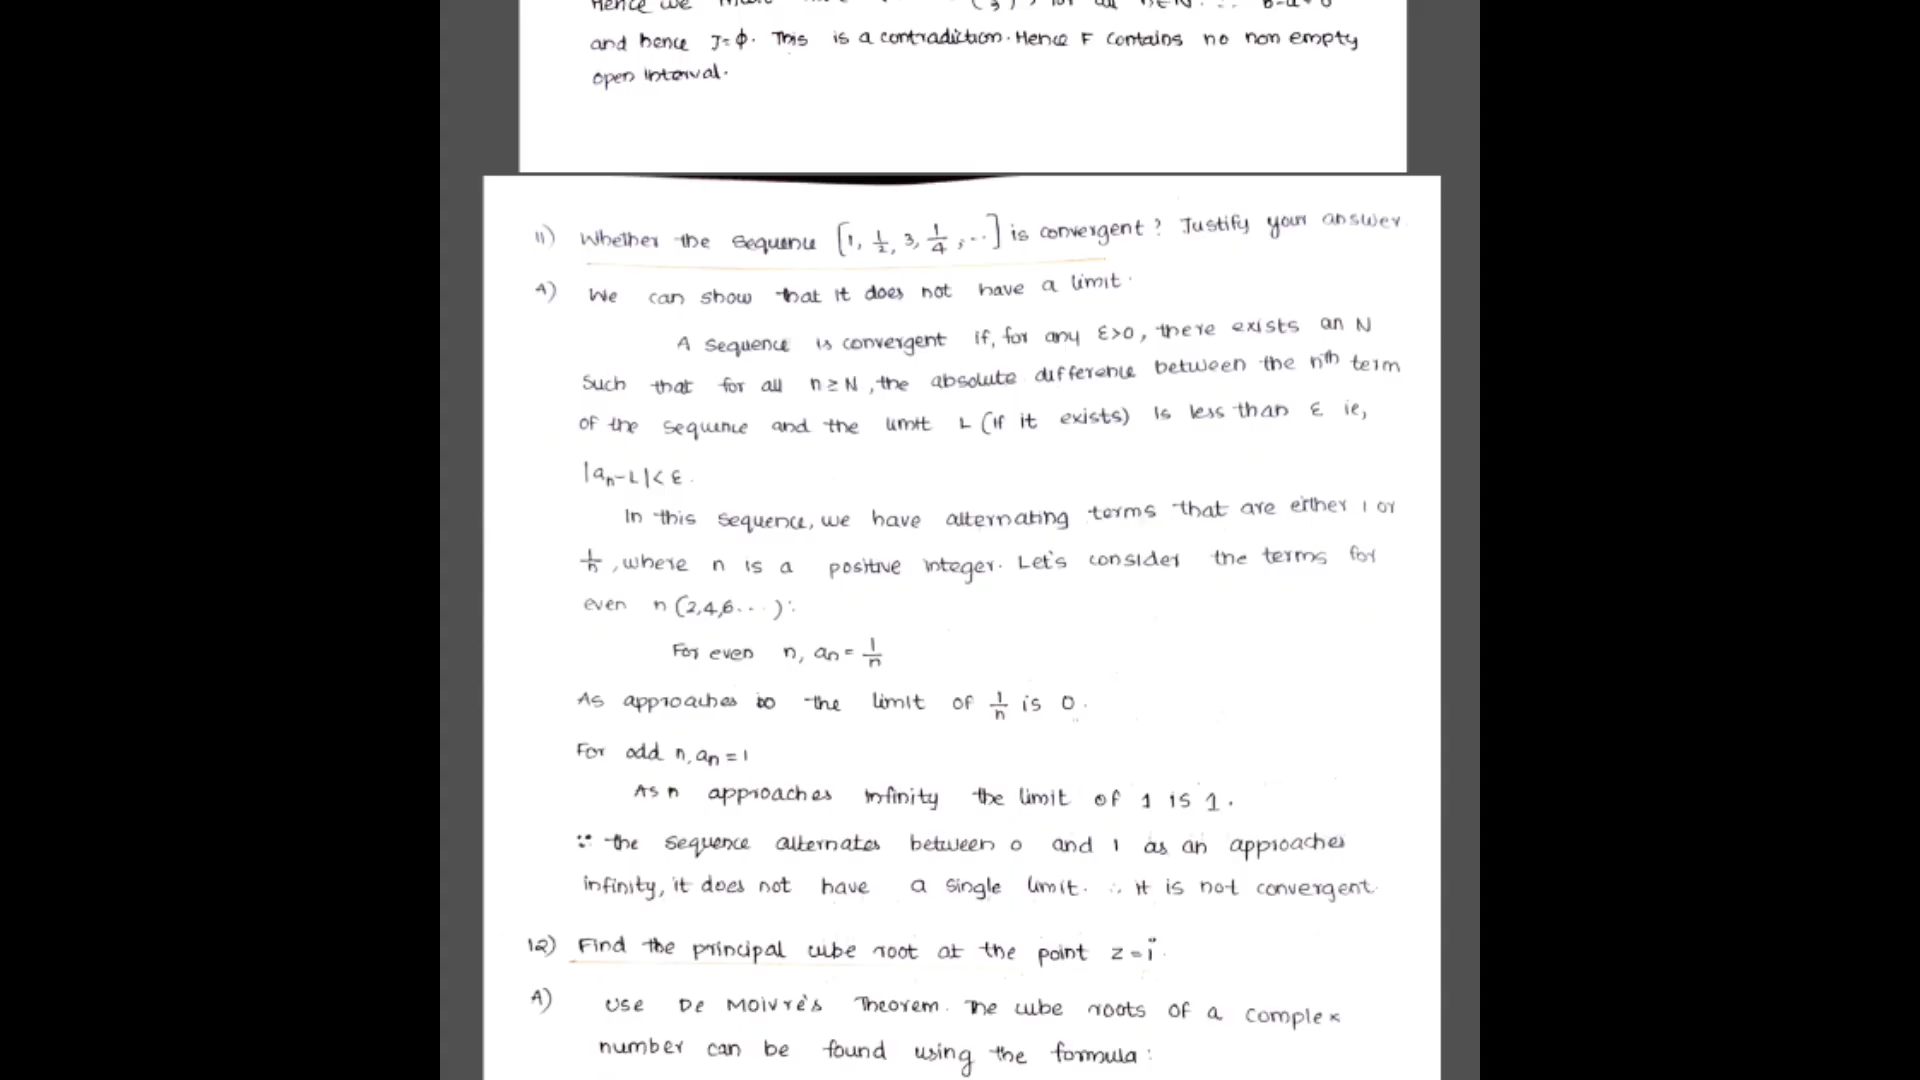 Hence we
and hence J=ϕ. This is a contradiction. Hence F contains no non empty
open interval.
11) Whether the sequence [1, 1/2, 3, 1/4, ..] is convergent? Justify your answer
A) We can show that it does not have a limit.
A sequence is convergent if, for any ε>0, there exists an N
such that for all n≥N, the absolute difference between the nth term
of the sequence and the limit L (if it exists) is less than ε ie,
|an-L|<ε.
In this sequence, we have alternating terms that are either 1 or
1/n, where n is a positive integer. Let's consider the terms for
even n (2,4,6...):
For even n, an = 1/n
As approaches to the limit of 1/n is 0.
For odd n, an = 1
As n approaches infinity the limit of 1 is 1.
∵ the sequence alternates between 0 and 1 as an approaches
infinity, it does not have a single limit. ∴ it is not convergent.
12) Find the principal cube root at the point z=i.
A) Use De Moivre's Theorem. The cube roots of a complex
number can be found using the formula: